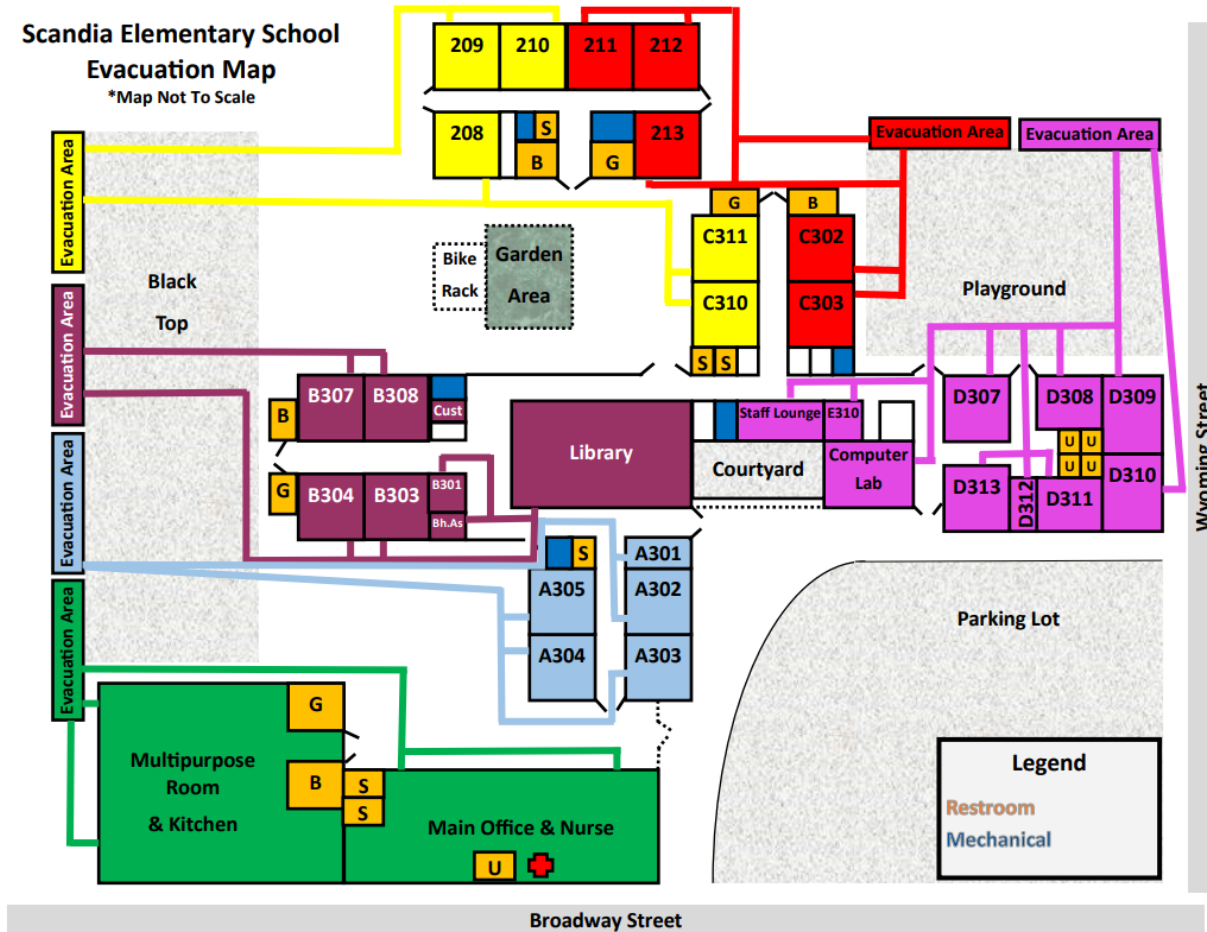 Scandia Elementary School
Evacuation Map
*Map Not To Scale
209
210
211
212
208
S
B
G
213
Evacuation Area
Evacuation Area
Evacuation Area
Evacuation Area
Evacuation Area
Evacuation Area
Black
Top
Bike
Rack
Garden
Area
G
B
C311
C302
C310
C303
S
S
Playground
Wyoming Street
B
B307
B308
Cust
G
B304
B303
B301
Bh.As
Library
Staff Lounge
E310
Courtyard
Computer
Lab
D307
D308
D309
U
U
U
U
D310
D313
D312
D311
S
A301
A305
A302
A304
A303
Parking Lot
G
Multipurpose
Room
& Kitchen
B
S
S
Main Office & Nurse
U
Legend
Restroom
Mechanical
Broadway Street